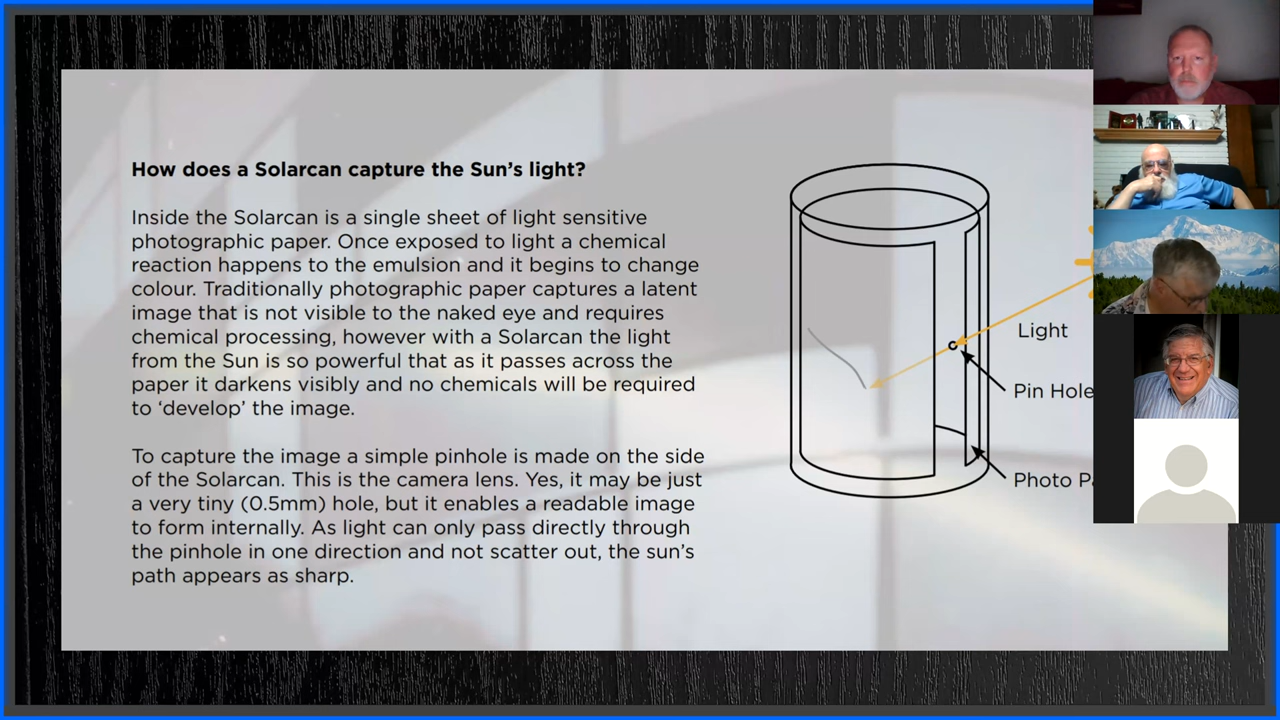 How does a Solarcan capture the Sun's light?
Inside the Solarcan is a single sheet of light sensitive
photographic paper. Once exposed to light a chemical
reaction happens to the emulsion and it begins to change
colour. Traditionally photographic paper captures a latent
image that is not visible to the naked eye and requires
chemical processing, however with a Solarcan the light
from the Sun is so powerful that as it passes across the
paper it darkens visibly and no chemicals will be required
to ‘develop’ the image.
To capture the image a simple pinhole is made on the side
of the Solarcan. This is the camera lens. Yes, it may be just
a very tiny (0.5mm) hole, but it enables a readable image
to form internally. As light can only pass directly through
the pinhole in one direction and not scatter out, the sun's
path appears as sharp.
Light
Pin Hole
Photo